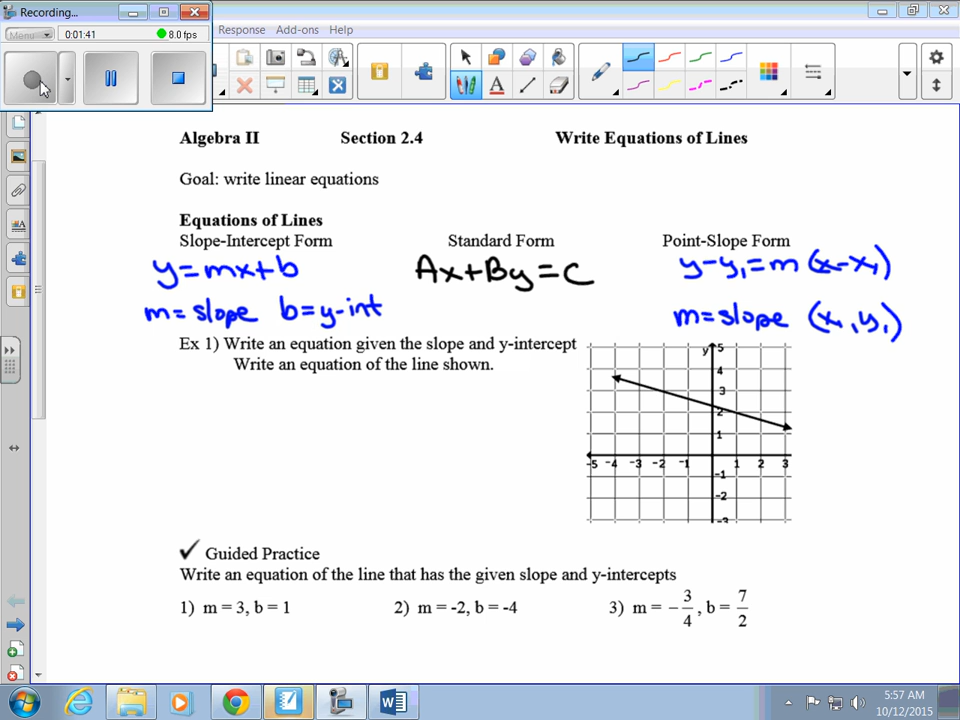 Recording...
Menu 0:01:41 8.0 fps
Response Add-ons Help
Algebra II Section 2.4 Write Equations of Lines
Goal: write linear equations
Equations of Lines
Slope-Intercept Form Standard Form Point-Slope Form
y=mx+b Ax+By=C y-y₁=m(x-x₁)
m=slope b=y-int m=slope (x₁,y₁)
Ex 1) Write an equation given the slope and y-intercept
Write an equation of the line shown.
y 5
4
3
2
1
-5 -4 -3 -2 -1 1 2 3
-1
-2
-3
✓ Guided Practice
Write an equation of the line that has the given slope and y-intercepts
1) m = 3, b = 1 2) m = -2, b = -4 3) m = -3/4, b = 7/2
5:57 AM
10/12/2015